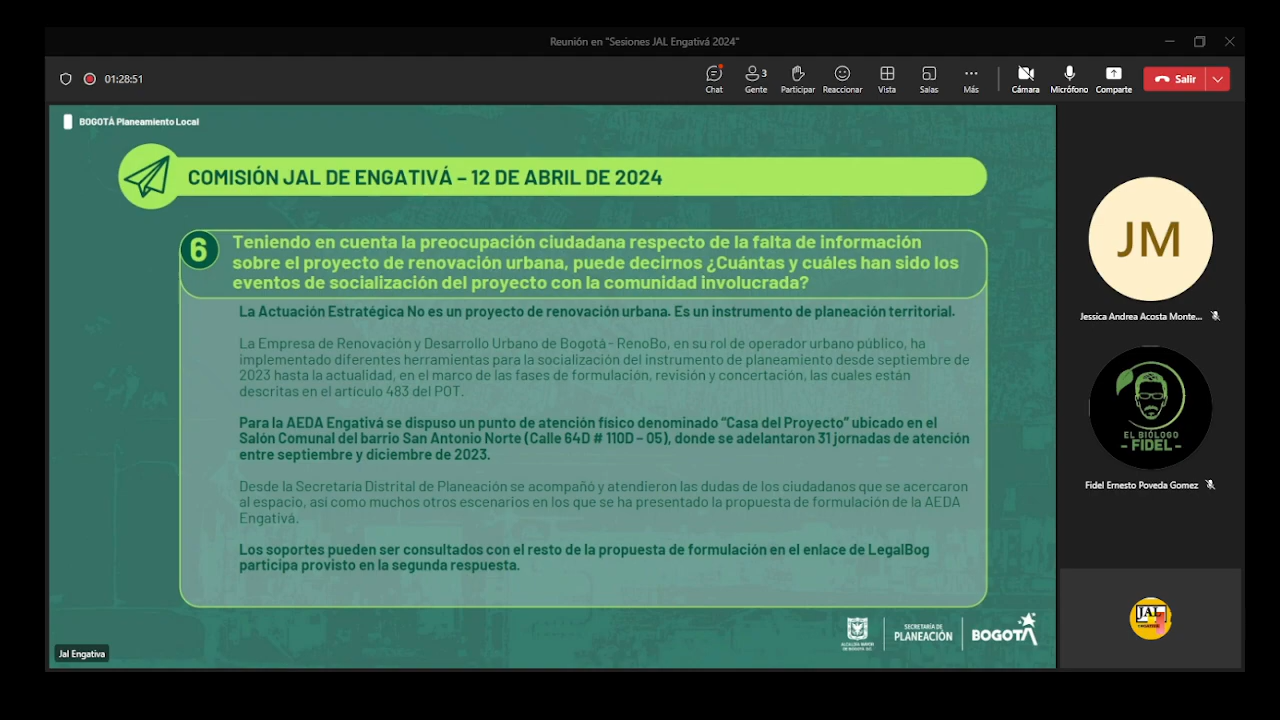 Reunión en "Sesiones JAL Engativá 2024"
01:28:51
Chat
Gente
3
Participar
Reaccionar
Vista
Salas
Más
Cámara
Micrófono
Comparte
Salir
BOGOTÁ Planeamiento Local
COMISIÓN JAL DE ENGATIVÁ – 12 DE ABRIL DE 2024
6
Teniendo en cuenta la preocupación ciudadana respecto de la falta de información
sobre el proyecto de renovación urbana, puede decirnos ¿Cuántas y cuáles han sido los
eventos de socialización del proyecto con la comunidad involucrada?
La Actuación Estratégica No es un proyecto de renovación urbana. Es un instrumento de planeación territorial.
La Empresa de Renovación y Desarrollo Urbano de Bogotá - RenoBo, en su rol de operador urbano público, ha
implementado diferentes herramientas para la socialización del instrumento de planeamiento desde septiembre de
2023 hasta la actualidad, en el marco de las fases de formulación, revisión y concertación, las cuales están
descritas en el artículo 483 del POT.
Para la AEDA Engativá se dispuso un punto de atención físico denominado “Casa del Proyecto” ubicado en el
Salón Comunal del barrio San Antonio Norte (Calle 64D # 110D – 05), donde se adelantaron 31 jornadas de atención
entre septiembre y diciembre de 2023.
Desde la Secretaría Distrital de Planeación se acompañó y atendieron las dudas de los ciudadanos que se acercaron
al espacio, así como muchos otros escenarios en los que se ha presentado la propuesta de formulación de la AEDA
Engativá.
Los soportes pueden ser consultados con el resto de la propuesta de formulación en el enlace de LegalBog
participa provisto en la segunda respuesta.
ALCALDÍA MAYOR
DE BOGOTÁ D.C.
SECRETARÍA DE
PLANEACIÓN
BOGOTÁ
Jal Engativa
JM
Jessica Andrea Acosta Monte...
EL BIÓLOGO
- FIDEL -
Fidel Ernesto Poveda Gomez
JAL